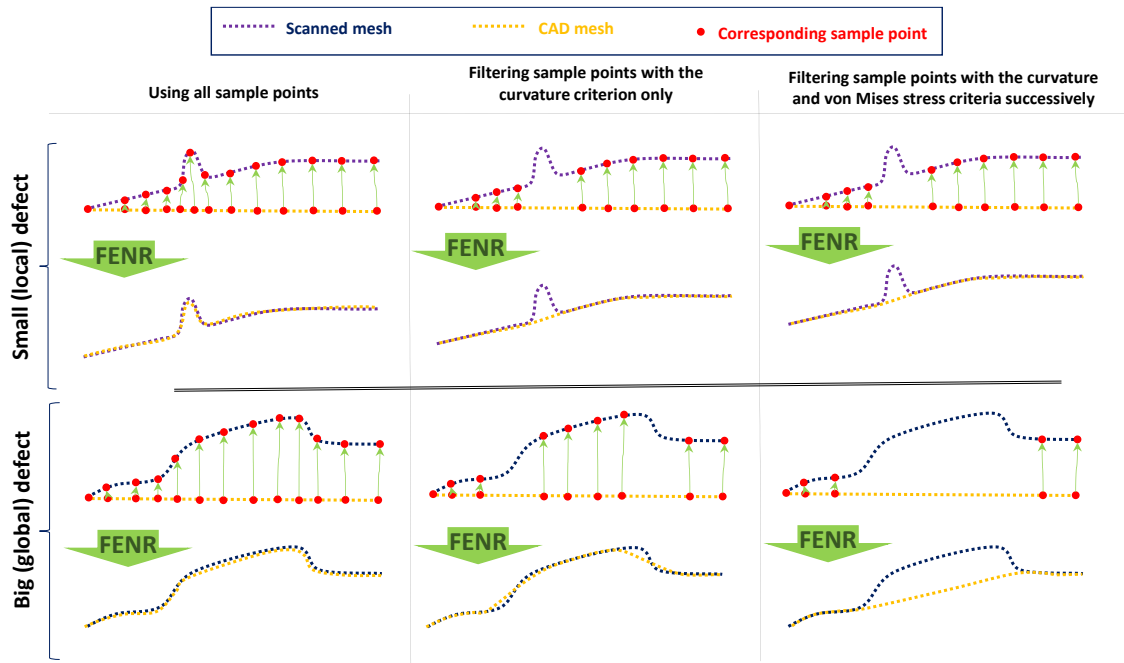 Scanned mesh
CAD mesh
Corresponding sample point
Using all sample points
Filtering sample points with the
curvature criterion only
Filtering sample points with the curvature
and von Mises stress criteria successively
Small (local) defect
FENR
FENR
FENR
Big (global) defect
FENR
FENR
FENR